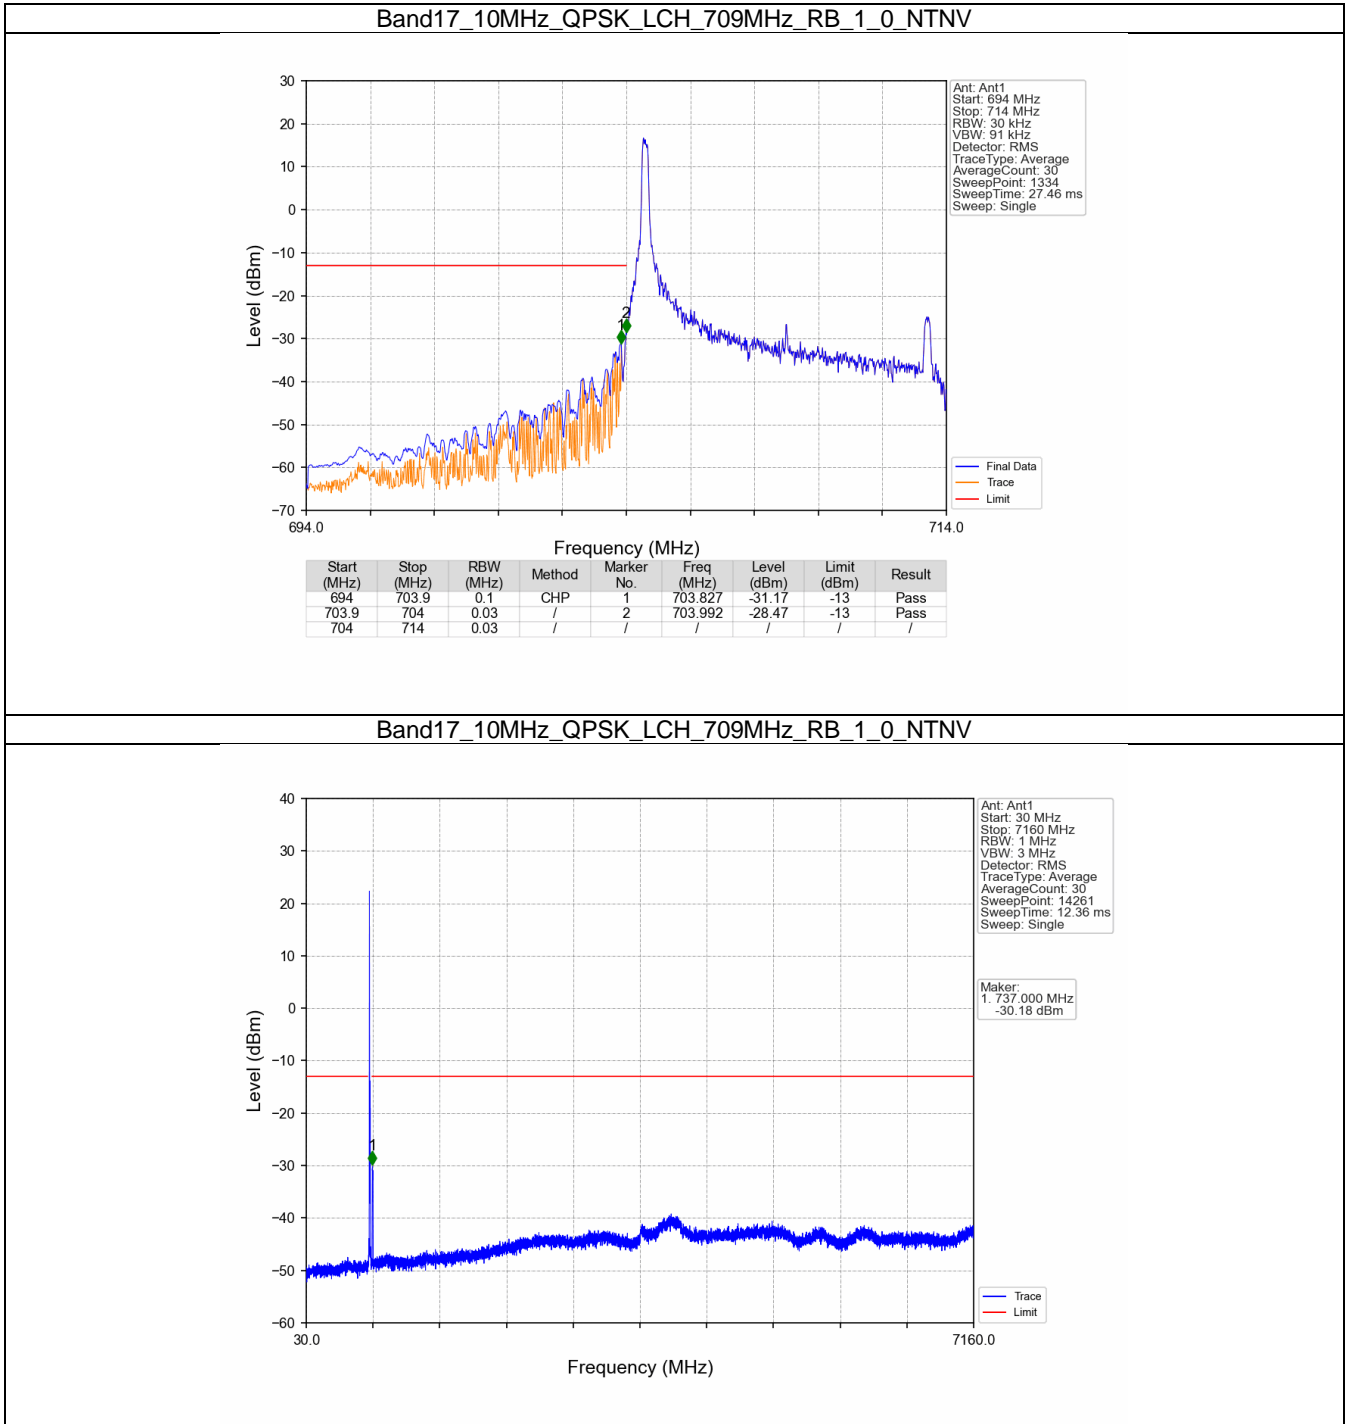 Band17_10MHz_QPSK_LCH_709MHz_RB_1_0_NTNV
30
20
10
0
−10
−20
−30
−40
−50
−60
−70
Level (dBm)
1
2
694.0
714.0
Frequency (MHz)
Ant: Ant1
Start: 694 MHz
Stop: 714 MHz
RBW: 30 kHz
VBW: 91 kHz
Detector: RMS
TraceType: Average
AverageCount: 30
SweepPoint: 1334
SweepTime: 27.46 ms
Sweep: Single
Final Data
Trace
Limit
Start (MHz) Stop (MHz) RBW (MHz) Method Marker No. Freq (MHz) Level (dBm) Limit (dBm) Result
694 703.9 0.1 CHP 1 703.827 -31.17 -13 Pass
703.9 704 0.03 / 2 703.992 -28.47 -13 Pass
704 714 0.03 / / / / / /
Band17_10MHz_QPSK_LCH_709MHz_RB_1_0_NTNV
40
30
20
10
0
−10
−20
−30
−40
−50
−60
Level (dBm)
1
30.0
7160.0
Frequency (MHz)
Ant: Ant1
Start: 30 MHz
Stop: 7160 MHz
RBW: 1 MHz
VBW: 3 MHz
Detector: RMS
TraceType: Average
AverageCount: 30
SweepPoint: 14261
SweepTime: 12.36 ms
Sweep: Single
Maker:
1. 737.000 MHz
-30.18 dBm
Trace
Limit